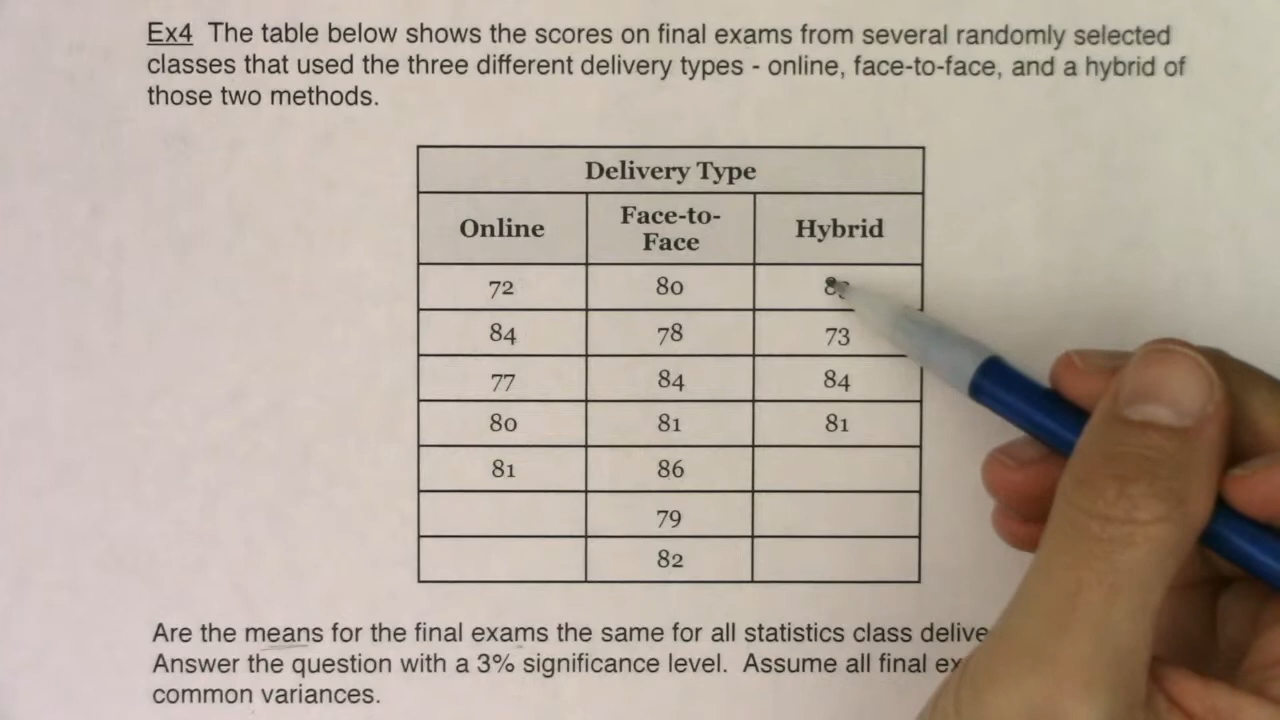 Ex4 The table below shows the scores on final exams from several randomly selected
classes that used the three different delivery types - online, face-to-face, and a hybrid of
those two methods.
Delivery Type
Online Face-to-Face Hybrid
72 80
84 78 73
77 84 84
80 81 81
81 86
79
82
Are the means for the final exams the same for all statistics class
Answer the question with a 3% significance level. Assume all final
common variances.